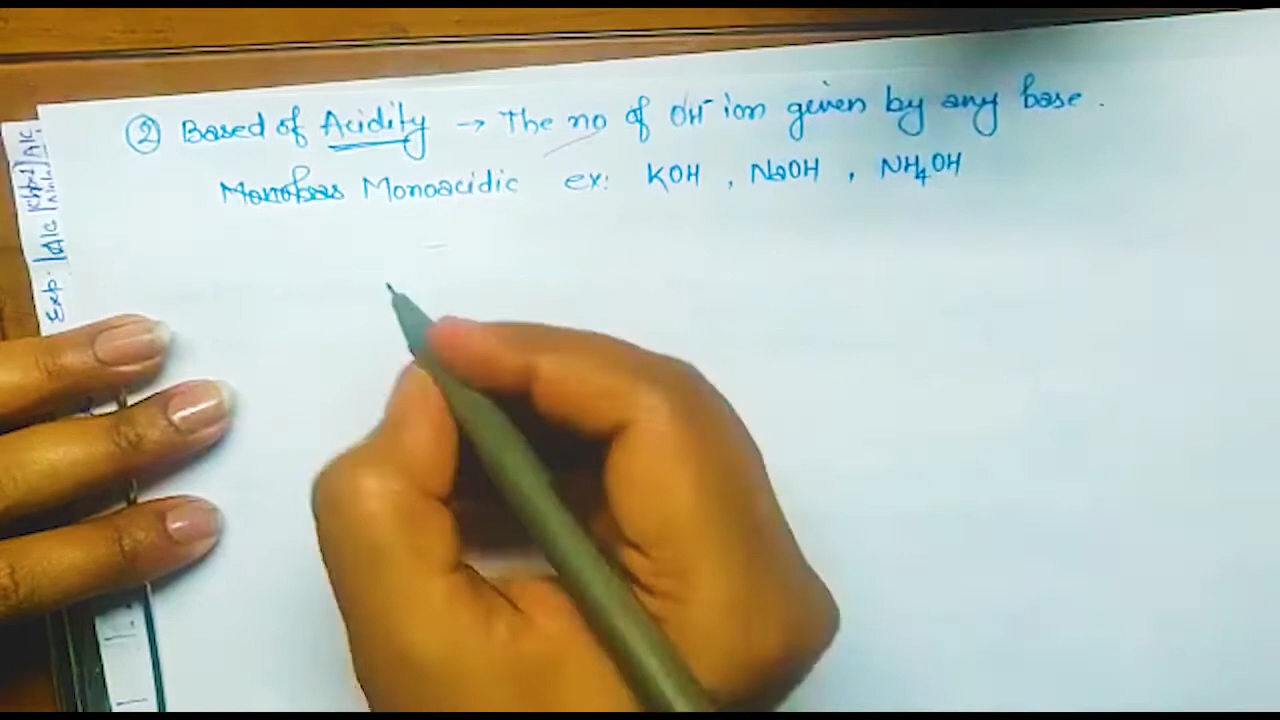 ② Based of Acidity → The no of OH⁻ ion given by any base.
Monobas Monoacidic ex: KOH , NaOH , NH₄OH
Exp.